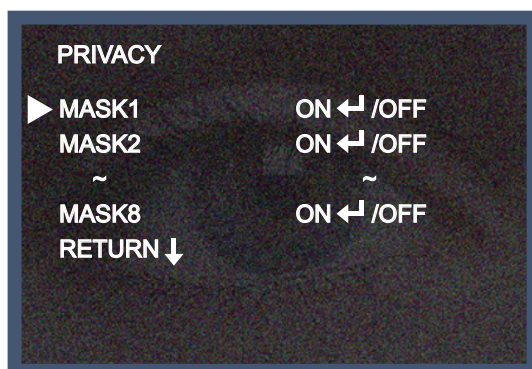 PRIVACY
MASK1 ON ↵ /OFF
MASK2 ON ↵ /OFF
~ ~
MASK8 ON ↵ /OFF
RETURN ↓